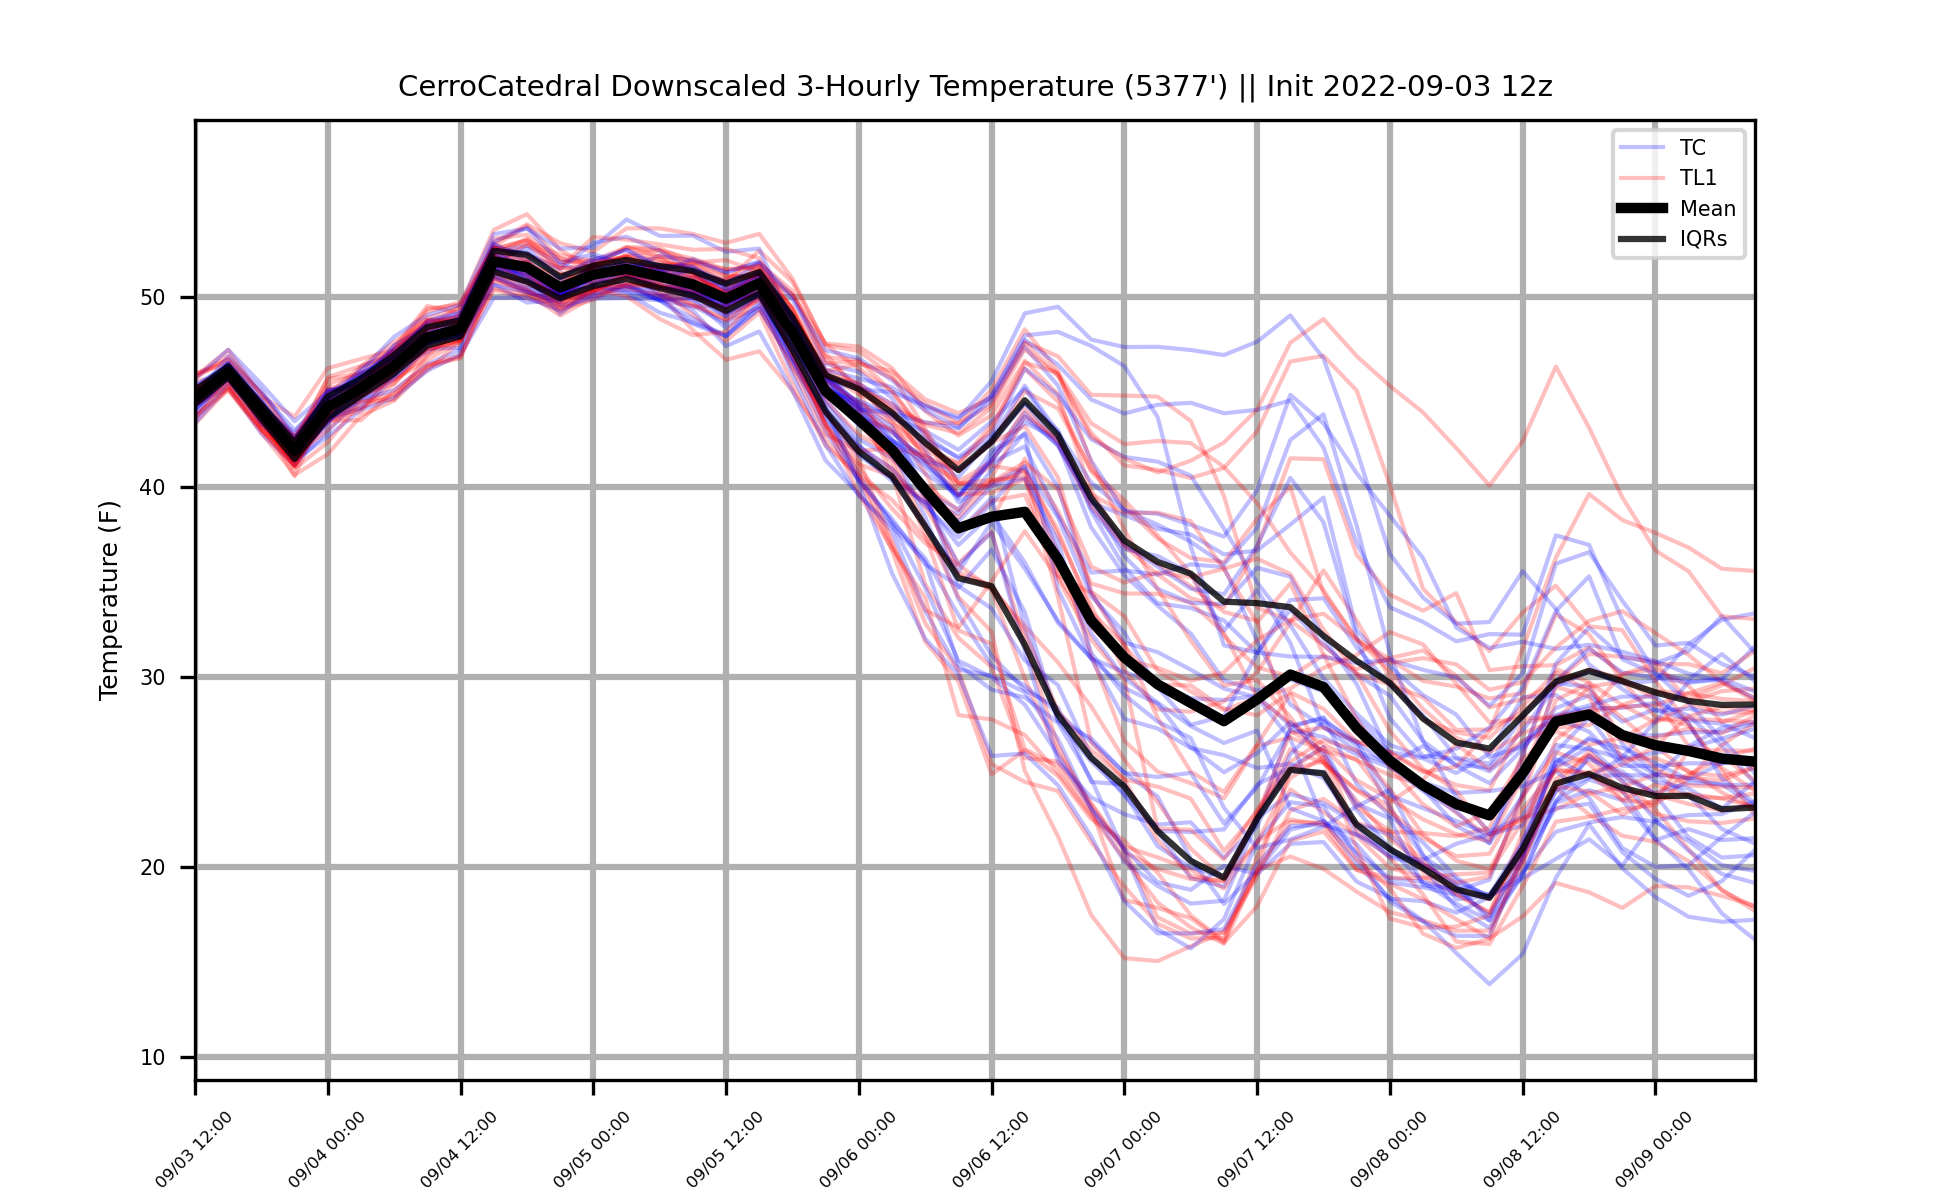 CerroCatedral Downscaled 3-Hourly Temperature (5377') || Init 2022-09-03 12z
TC
TL1
Mean
IQRs
Temperature (F)
50
40
30
20
10
09/03 12:00
09/04 00:00
09/04 12:00
09/05 00:00
09/05 12:00
09/06 00:00
09/06 12:00
09/07 00:00
09/07 12:00
09/08 00:00
09/08 12:00
09/09 00:00